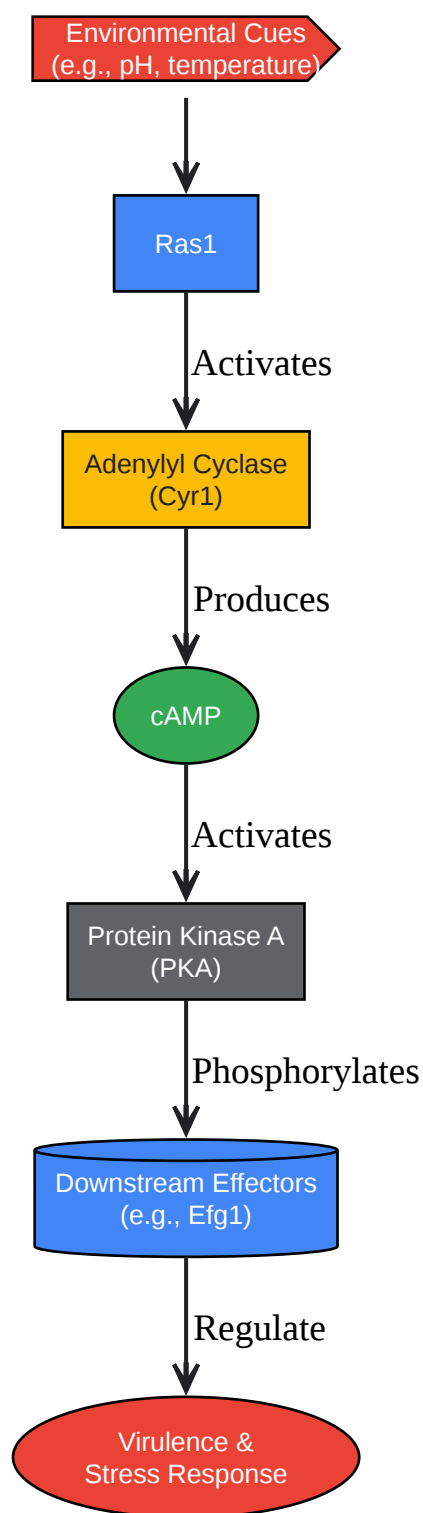 Environmental Cues
(e.g., pH, temperature)
Ras1
Activates
Adenylyl Cyclase
(Cyr1)
Produces
cAMP
Activates
Protein Kinase A
(PKA)
Phosphorylates
Downstream Effectors
(e.g., Efg1)
Regulate
Virulence &
Stress Response